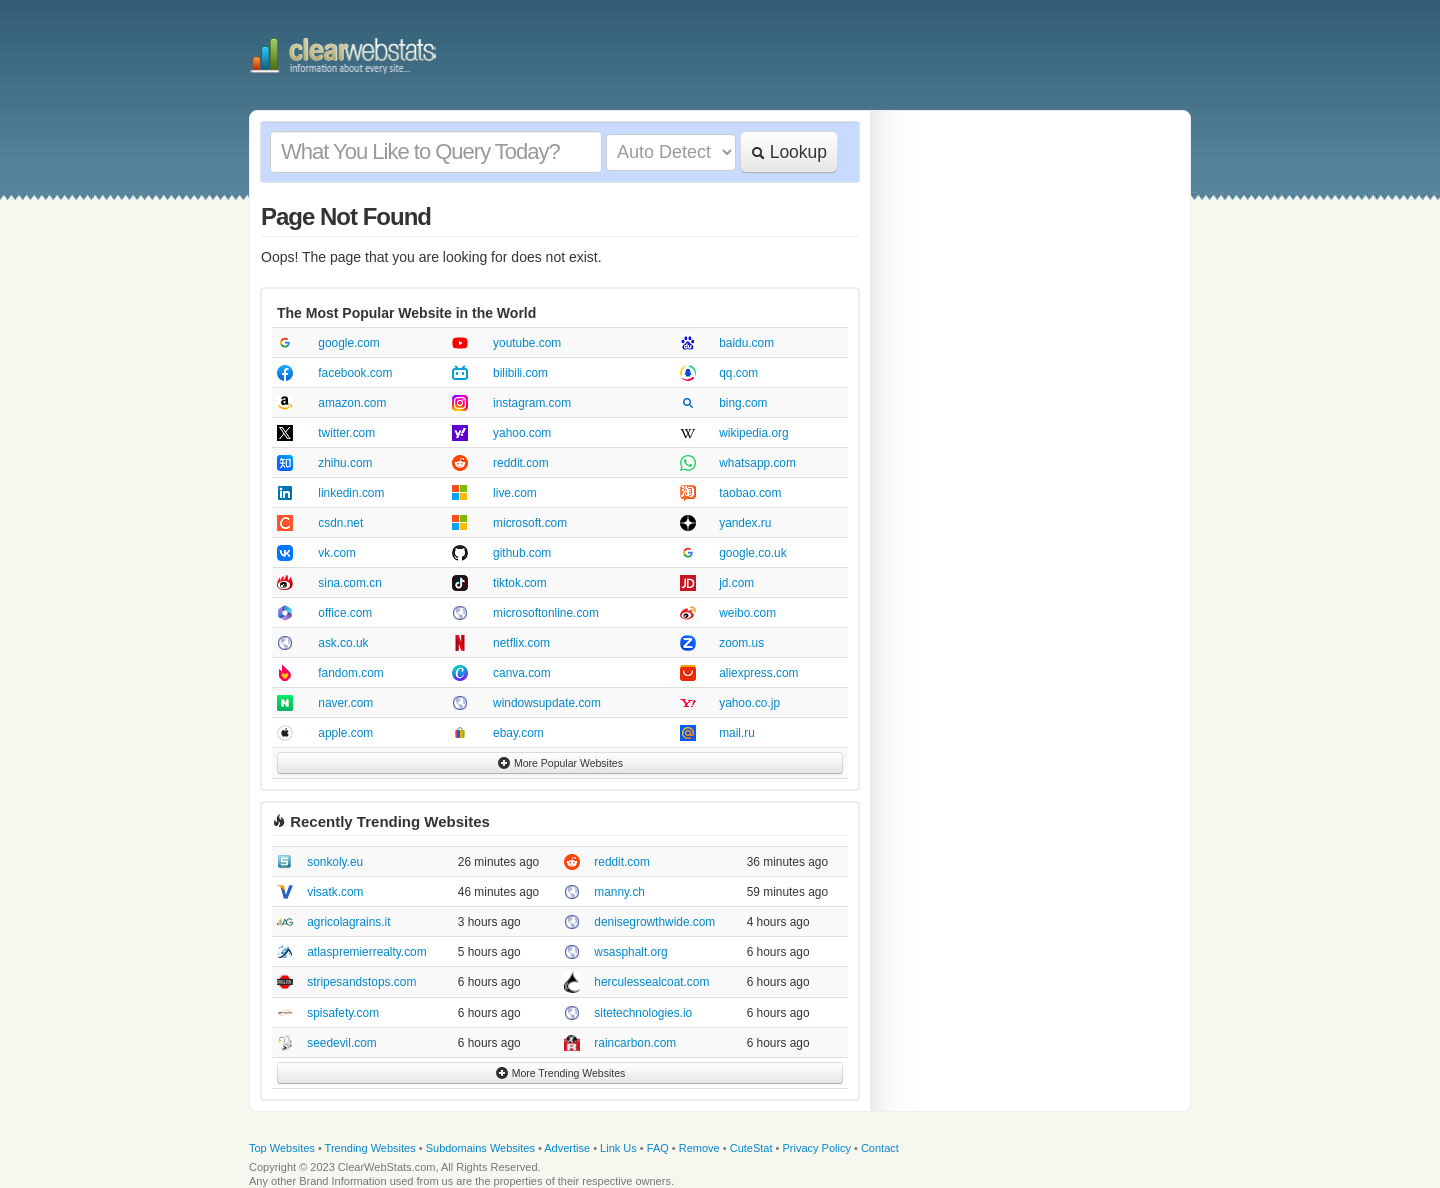 clearwebstats
information about every site...
What You Like to Query Today? Auto Detect Lookup
Page Not Found
Oops! The page that you are looking for does not exist.
The Most Popular Website in the World
google.com youtube.com baidu.com
facebook.com bilibili.com qq.com
amazon.com instagram.com bing.com
twitter.com yahoo.com wikipedia.org
zhihu.com reddit.com whatsapp.com
linkedin.com live.com taobao.com
csdn.net microsoft.com yandex.ru
vk.com github.com google.co.uk
sina.com.cn tiktok.com jd.com
office.com microsoftonline.com weibo.com
ask.co.uk netflix.com zoom.us
fandom.com canva.com aliexpress.com
naver.com windowsupdate.com yahoo.co.jp
apple.com ebay.com mail.ru
More Popular Websites
Recently Trending Websites
sonkoly.eu 26 minutes ago reddit.com 36 minutes ago
visatk.com 46 minutes ago manny.ch 59 minutes ago
agricolagrains.it 3 hours ago denisegrowthwide.com 4 hours ago
atlaspremierrealty.com 5 hours ago wsasphalt.org 6 hours ago
stripesandstops.com 6 hours ago herculessealcoat.com 6 hours ago
spisafety.com 6 hours ago sitetechnologies.io 6 hours ago
seedevil.com 6 hours ago raincarbon.com 6 hours ago
More Trending Websites
Top Websites • Trending Websites • Subdomains Websites • Advertise • Link Us • FAQ • Remove • CuteStat • Privacy Policy • Contact
Copyright © 2023 ClearWebStats.com, All Rights Reserved.
Any other Brand Information used from us are the properties of their respective owners.